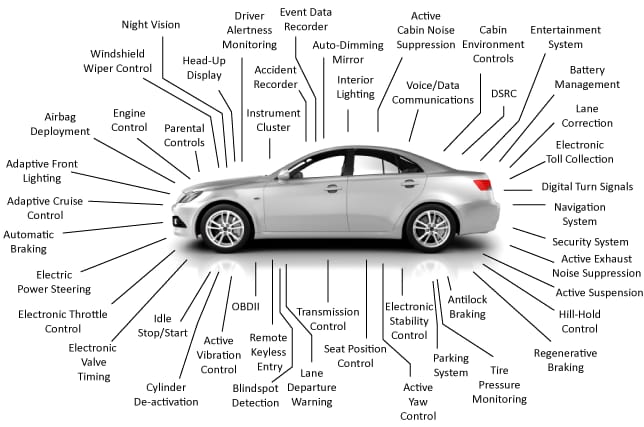 Night Vision
Windshield
Wiper Control
Head-Up
Display
Driver
Alertness
Monitoring
Event Data
Recorder
Accident
Recorder
Auto-Dimming
Mirror
Interior
Lighting
Active
Cabin Noise
Suppression
Cabin
Environment
Controls
Entertainment
System
Voice/Data
Communications
DSRC
Battery
Management
Lane
Correction
Electronic
Toll Collection
Digital Turn Signals
Navigation
System
Security System
Active Exhaust
Noise Suppression
Active Suspension
Hill-Hold
Control
Regenerative
Braking
Antilock
Braking
Tire
Pressure
Monitoring
Parking
System
Electronic
Stability
Control
Active
Yaw
Control
Seat Position
Control
Transmission
Control
Lane
Departure
Warning
Blindspot
Detection
Remote
Keyless
Entry
OBDII
Active
Vibration
Control
Cylinder
De-activation
Idle
Stop/Start
Electronic
Valve
Timing
Electronic Throttle
Control
Electric
Power Steering
Automatic
Braking
Adaptive Cruise
Control
Adaptive Front
Lighting
Airbag
Deployment
Engine
Control
Parental
Controls
Instrument
Cluster